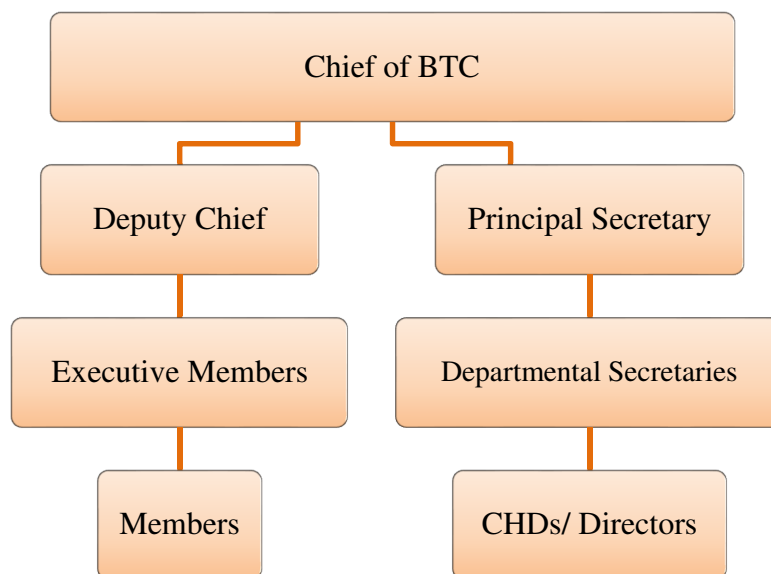 Chief of BTC
Deputy Chief
Principal Secretary
Executive Members
Departmental Secretaries
Members
CHDs/ Directors